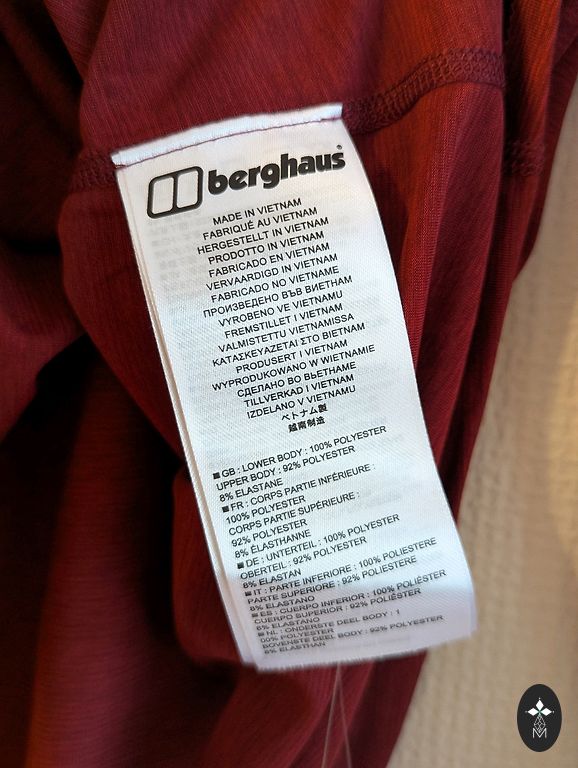 berghaus
MADE IN VIETNAM
FABRIQUÉ AU VIETNAM
HERGESTELLT IN VIETNAM
PRODOTTO IN VIETNAM
FABRICADO EN VIETNAM
VERVAARDIGD IN VIETNAM
FABRICADO NO VIETNAME
ПРОИЗВЕДЕНО ВЪВ ВИЕТНАМ
VYROBENO VE VIETNAMU
FREMSTILLET I VIETNAM
VALMISTETTU VIETNAMISSA
ΚΑΤΑΣΚΕΥΑΖΕΤΑΙ ΣΤΟ ΒΙΕΤΝΑΜ
PRODUSERT I VIETNAM
WYPRODUKOWANO W WIETNAMIE
СДЕЛАНО ВО ВЬЕТНАМЕ
TILLVERKAD I VIETNAM
IZDELANO V VIETNAMU
ベトナム製
越南制造
■ GB : LOWER BODY : 100% POLYESTER
UPPER BODY : 92% POLYESTER
8% ELASTANE
■ FR : CORPS PARTIE INFÉRIEURE :
100% POLYESTER
CORPS PARTIE SUPÉRIEURE :
92% POLYESTER
8% ÉLASTHANNE
■ DE : UNTERTEIL : 100% POLYESTER
OBERTEIL : 92% POLYESTER
8% ELASTAN
■ IT : PARTE INFERIORE : 100% POLIESTERE
PARTE SUPERIORE : 92% POLIESTERE
8% ELASTANO
■ ES : CUERPO INFERIOR : 100% POLIÉSTER
CUERPO SUPERIOR : 92% POLIÉSTER
8% ELASTANO
■ NL : ONDERSTE DEEL BODY : 1
00% POLYESTER
BOVENSTE DEEL BODY : 92% POLYESTER
8% ELASTHAN
M